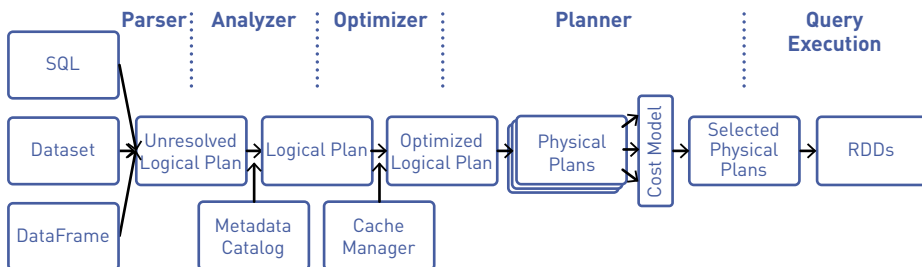 Parser
Analyzer
Optimizer
Planner
Query
Execution
SQL
Dataset
DataFrame
Unresolved
Logical Plan
Logical Plan
Optimized
Logical Plan
Physical
Plans
Cost Model
Selected
Physical
Plans
RDDs
Metadata
Catalog
Cache
Manager